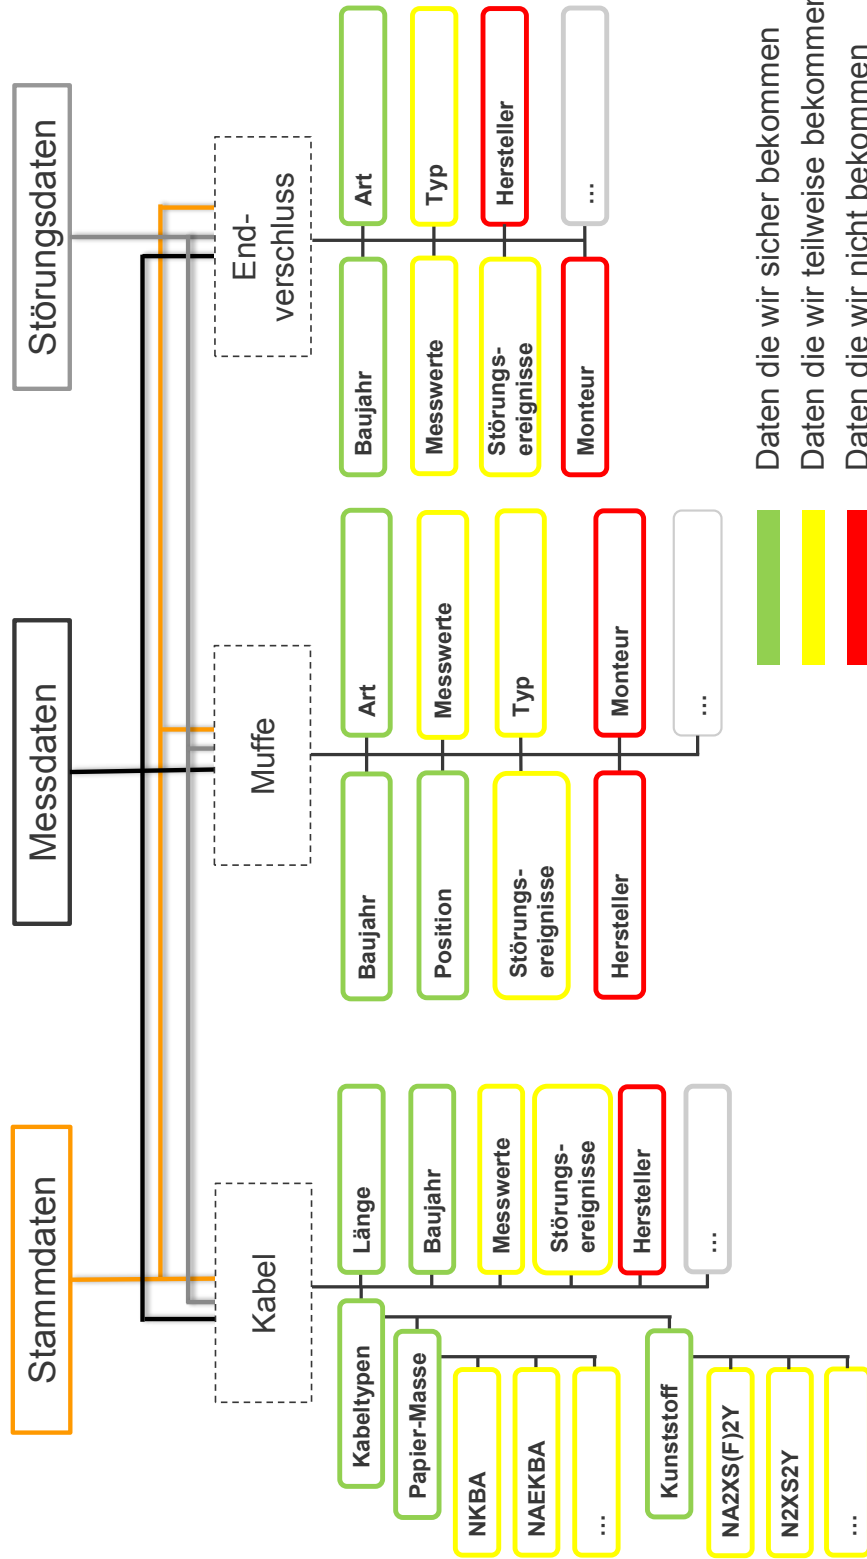 Stammdaten
Messdaten
Störungsdaten
Kabel
Muffe
End-
verschluss
Kabeltypen
Länge
Papier-Masse
Baujahr
NKBA
Messwerte
NAEKBA
Störungs-
ereignisse
...
Hersteller
Kunststoff
...
NA2XS(F)2Y
N2XS2Y
...
Baujahr
Art
Position
Messwerte
Störungs-
ereignisse
Typ
Hersteller
Monteur
...
Baujahr
Art
Messwerte
Typ
Störungs-
ereignisse
Hersteller
Monteur
...
Daten die wir sicher bekommen
Daten die wir teilweise bekommen
Daten die wir nicht bekommen